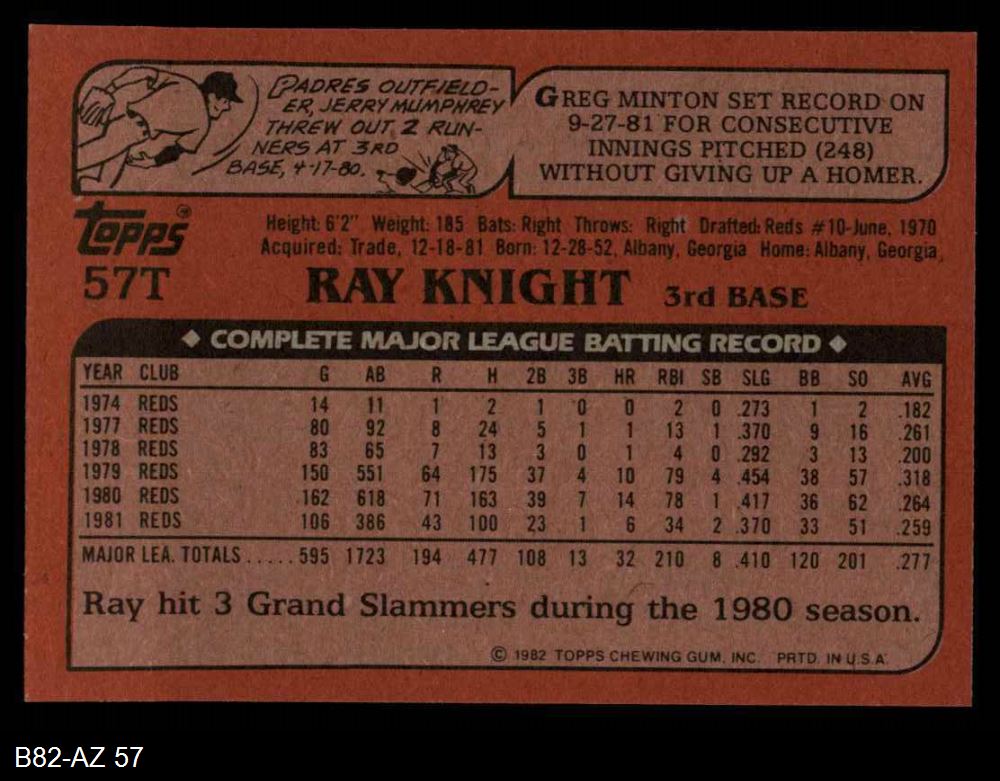 PADRES OUTFIELD-
ER, JERRY MUMPHREY
THREW OUT 2 RUN-
NERS AT 3RD
BASE, 4-17-80.
GREG MINTON SET RECORD ON
9-27-81 FOR CONSECUTIVE
INNINGS PITCHED (248)
WITHOUT GIVING UP A HOMER.
TOPPS®
57T
Height: 6'2" Weight: 185 Bats: Right Throws: Right Drafted: Reds #10-June, 1970
Acquired: Trade, 12-18-81 Born: 12-28-52, Albany, Georgia Home: Albany, Georgia
RAY KNIGHT 3rd BASE
◆ COMPLETE MAJOR LEAGUE BATTING RECORD ◆
YEAR CLUB G AB R H 2B 3B HR RBI SB SLG BB SO AVG
1974 REDS 14 11 1 2 1 0 0 2 0 .273 1 2 .182
1977 REDS 80 92 8 24 5 1 1 13 1 .370 9 16 .261
1978 REDS 83 65 7 13 3 0 1 4 0 .292 3 13 .200
1979 REDS 150 551 64 175 37 4 10 79 4 .454 38 57 .318
1980 REDS 162 618 71 163 39 7 14 78 1 .417 36 62 .264
1981 REDS 106 386 43 100 23 1 6 34 2 .370 33 51 .259
MAJOR LEA. TOTALS.....595 1723 194 477 108 13 32 210 8 .410 120 201 .277
Ray hit 3 Grand Slammers during the 1980 season.
© 1982 TOPPS CHEWING GUM, INC. PRTD. IN U.S.A.
B82-AZ 57